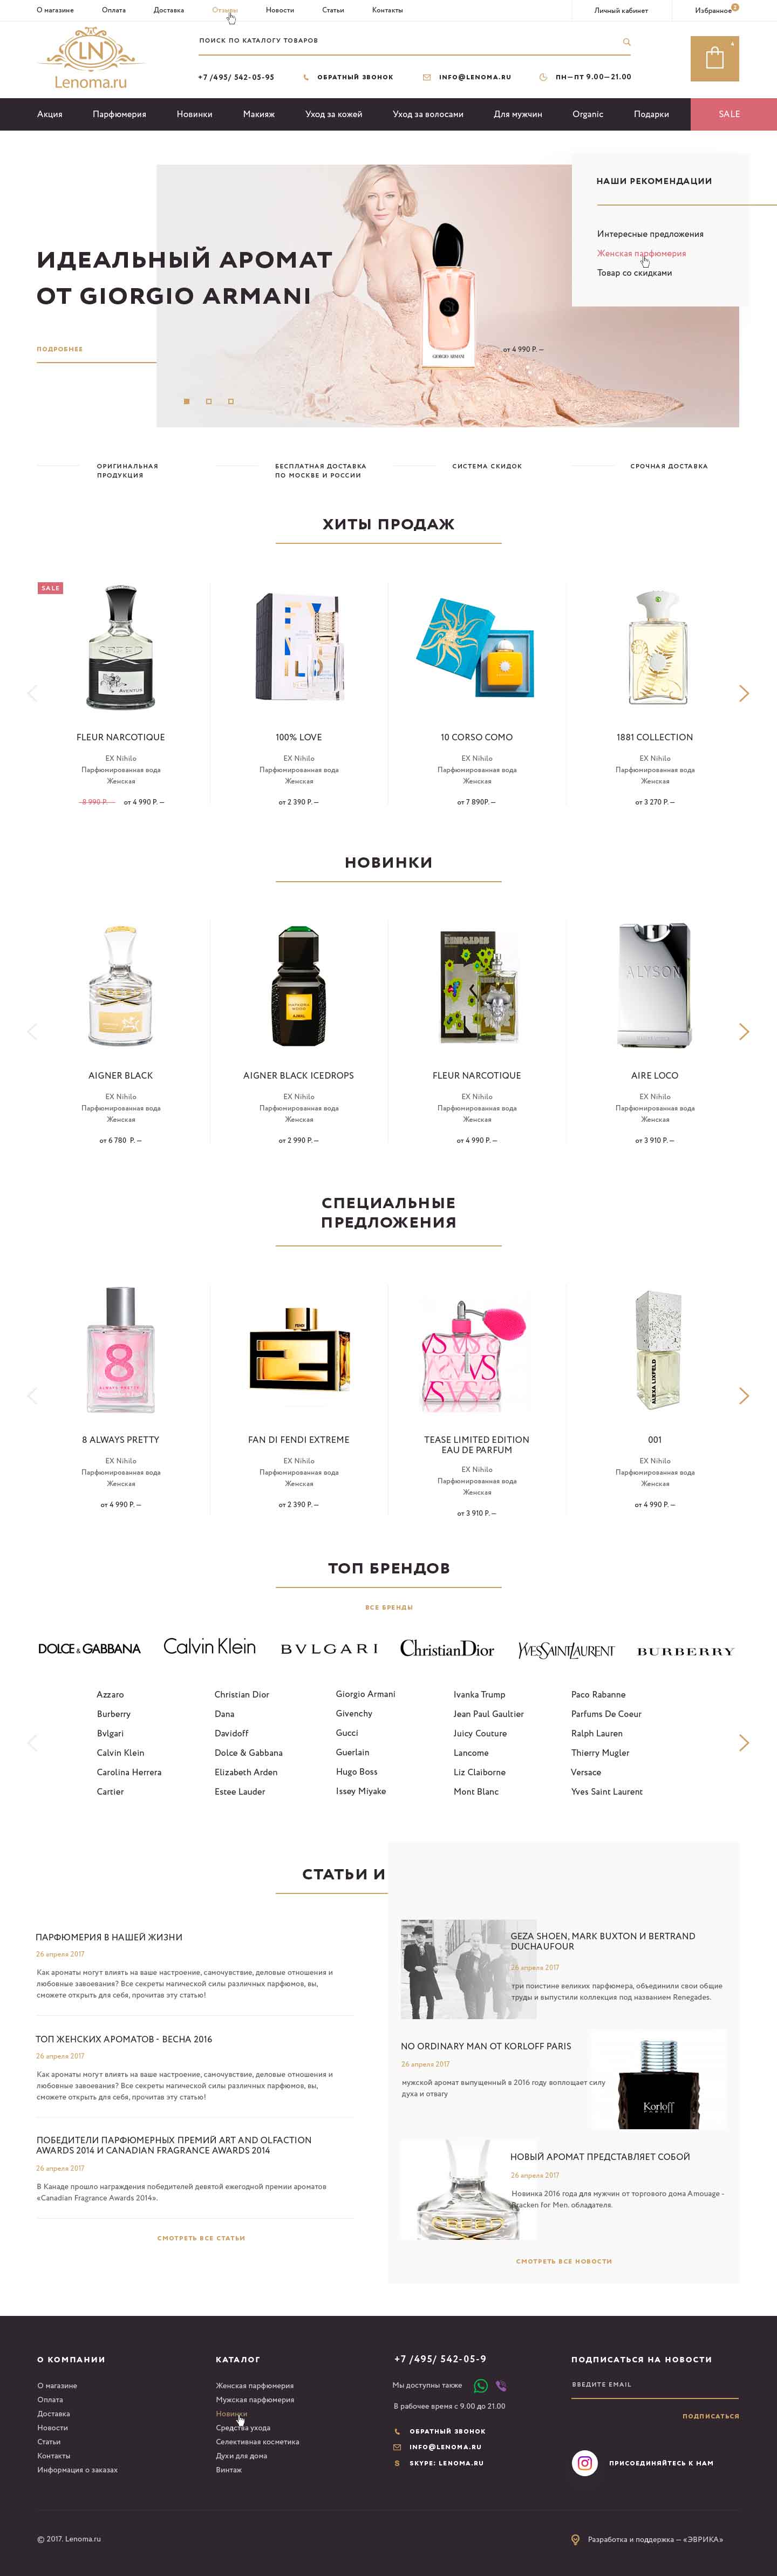 О магазине Оплата Доставка Отзывы Новости Статьи Контакты Личный кабинет Избранное 2
LN
Lenoma.ru
ПОИСК ПО КАТАЛОГУ ТОВАРОВ
+7 /495/ 542-05-95 ОБРАТНЫЙ ЗВОНОК INFO@LENOMA.RU ПН—ПТ 9.00—21.00
Акция Парфюмерия Новинки Макияж Уход за кожей Уход за волосами Для мужчин Organic Подарки SALE
НАШИ РЕКОМЕНДАЦИИ
Интересные предложения
Женская парфюмерия
Товар со скидками
ИДЕАЛЬНЫЙ АРОМАТ
ОТ GIORGIO ARMANI
Sì
GIORGIO ARMANI
ПОДРОБНЕЕ
от 4 990 Р. —
ОРИГИНАЛЬНАЯ
ПРОДУКЦИЯ
БЕСПЛАТНАЯ ДОСТАВКА
ПО МОСКВЕ И РОССИИ
СИСТЕМА СКИДОК
СРОЧНАЯ ДОСТАВКА
ХИТЫ ПРОДАЖ
SALE
CREED
AVENTUS
FLEUR NARCOTIQUE
EX Nihilo
Парфюмированная вода
Женская
8 990 Р. — от 4 990 Р. —
100% LOVE
EX Nihilo
Парфюмированная вода
Женская
от 2 390 Р. —
10 CORSO COMO
EX Nihilo
Парфюмированная вода
Женская
от 7 890Р. —
1881 COLLECTION
EX Nihilo
Парфюмированная вода
Женская
от 3 270 Р. —
НОВИНКИ
RENEGADES
ALYSON
AIGNER BLACK
EX Nihilo
Парфюмированная вода
Женская
от 6 780 Р. —
AIGNER BLACK ICEDROPS
EX Nihilo
Парфюмированная вода
Женская
от 2 990 Р. —
FLEUR NARCOTIQUE
EX Nihilo
Парфюмированная вода
Женская
от 4 990 Р. —
AIRE LOCO
EX Nihilo
Парфюмированная вода
Женская
от 3 910 Р. —
СПЕЦИАЛЬНЫЕ
ПРЕДЛОЖЕНИЯ
8
ALWAYS PRETTY
FENDI
VS
ALEXA LIXFELD
8 ALWAYS PRETTY
EX Nihilo
Парфюмированная вода
Женская
от 4 990 Р. —
FAN DI FENDI EXTREME
EX Nihilo
Парфюмированная вода
Женская
от 2 390 Р. —
TEASE LIMITED EDITION
EAU DE PARFUM
EX Nihilo
Парфюмированная вода
Женская
от 3 910 Р. —
001
EX Nihilo
Парфюмированная вода
Женская
от 4 990 Р. —
ТОП БРЕНДОВ
ВСЕ БРЕНДЫ
DOLCE & GABBANA Calvin Klein BVLGARI Christian Dior YVES SAINT LAURENT BURBERRY
Azzaro
Burberry
Bvlgari
Calvin Klein
Carolina Herrera
Cartier
Christian Dior
Dana
Davidoff
Dolce & Gabbana
Elizabeth Arden
Estee Lauder
Giorgio Armani
Givenchy
Gucci
Guerlain
Hugo Boss
Issey Miyake
Ivanka Trump
Jean Paul Gaultier
Juicy Couture
Lancome
Liz Claiborne
Mont Blanc
Paco Rabanne
Parfums De Coeur
Ralph Lauren
Thierry Mugler
Versace
Yves Saint Laurent
СТАТЬИ И
ПАРФЮМЕРИЯ В НАШЕЙ ЖИЗНИ
26 апреля 2017
Как ароматы могут влиять на ваше настроение, самочувствие, деловые отношения и
любовные завоевания? Все секреты магической силы различных парфюмов, вы,
сможете открыть для себя, прочитав эту статью!
ТОП ЖЕНСКИХ АРОМАТОВ - ВЕСНА 2016
26 апреля 2017
Как ароматы могут влиять на ваше настроение, самочувствие, деловые отношения и
любовные завоевания? Все секреты магической силы различных парфюмов, вы,
сможете открыть для себя, прочитав эту статью!
ПОБЕДИТЕЛИ ПАРФЮМЕРНЫХ ПРЕМИЙ ART AND OLFACTION
AWARDS 2014 И CANADIAN FRAGRANCE AWARDS 2014
26 апреля 2017
В Канаде прошло награждения победителей девятой ежегодной премии ароматов
«Canadian Fragrance Awards 2014».
СМОТРЕТЬ ВСЕ СТАТЬИ
GEZA SHOEN, MARK BUXTON И BERTRAND
DUCHAUFOUR
26 апреля 2017
три поистине великих парфюмера, объединили свои общие
труды и выпустили коллекция под названием Renegades.
NO ORDINARY MAN ОТ KORLOFF PARIS
26 апреля 2017
мужской аромат выпущенный в 2016 году воплощает силу
духа и отвагу
Korloff
PARIS
НОВЫЙ АРОМАТ ПРЕДСТАВЛЯЕТ СОБОЙ
26 апреля 2017
Новинка 2016 года для мужчин от торгового дома Amouage -
Bracken for Men. обладателя.
CREED
СМОТРЕТЬ ВСЕ НОВОСТИ
О КОМПАНИИ
О магазине
Оплата
Доставка
Новости
Статьи
Контакты
Информация о заказах
КАТАЛОГ
Женская парфюмерия
Мужская парфюмерия
Новинки
Средства ухода
Селективная косметика
Духи для дома
Винтаж
+7 /495/ 542-05-9
Мы доступны также
В рабочее время с 9.00 до 21.00
ОБРАТНЫЙ ЗВОНОК
INFO@LENOMA.RU
SKYPE: LENOMA.RU
ПОДПИСАТЬСЯ НА НОВОСТИ
ВВЕДИТЕ EMAIL
ПОДПИСАТЬСЯ
ПРИСОЕДИНЯЙТЕСЬ К НАМ
© 2017. Lenoma.ru
Разработка и поддержка — «ЭВРИКА»